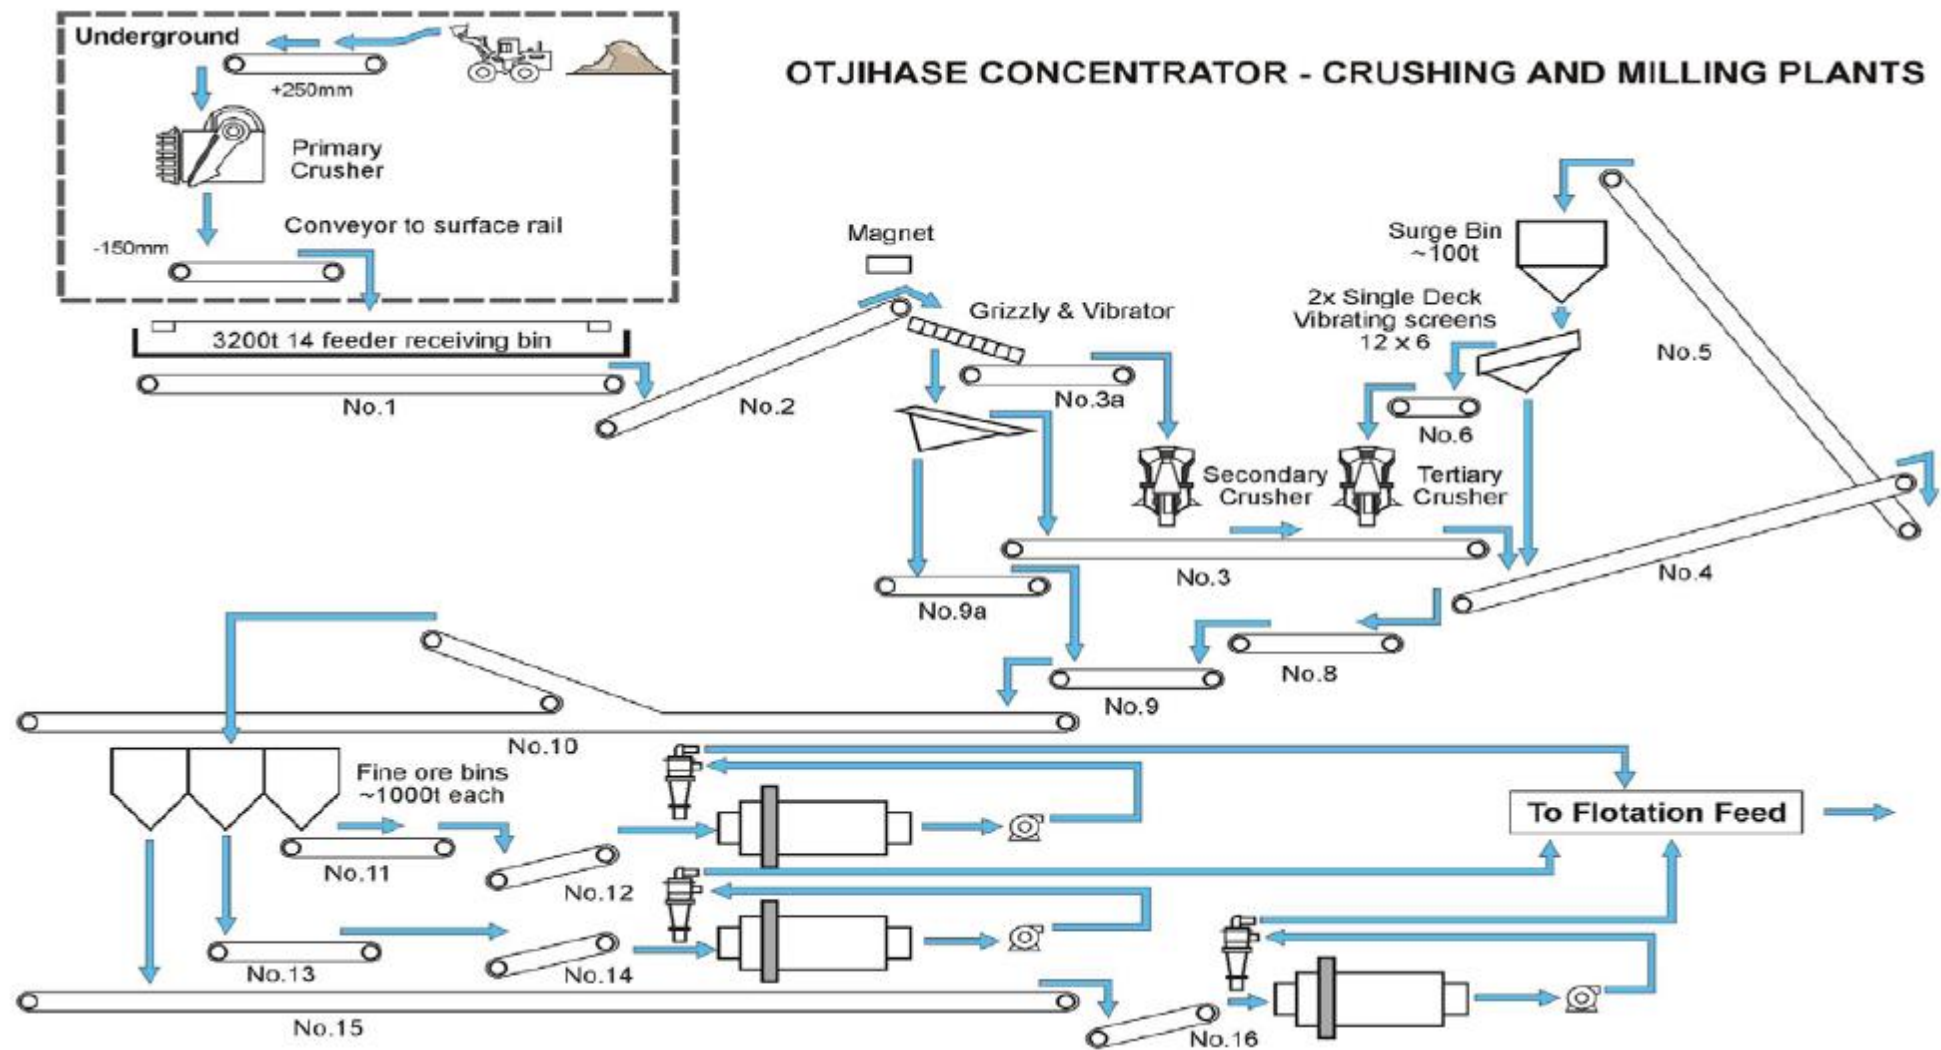 Underground
+250mm
OTJIHASE CONCENTRATOR - CRUSHING AND MILLING PLANTS
Primary
Crusher
Conveyor to surface rail
-150mm
3200t 14 feeder receiving bin
No.1
No.2
Magnet
Grizzly & Vibrator
No.3a
Surge Bin
~100t
2x Single Deck
Vibrating screens
12 x 6
No.5
No.6
Secondary
Crusher
Tertiary
Crusher
No.3
No.4
No.9a
No.8
No.9
No.10
Fine ore bins
~1000t each
No.11
No.12
To Flotation Feed
No.13
No.14
No.15
No.16